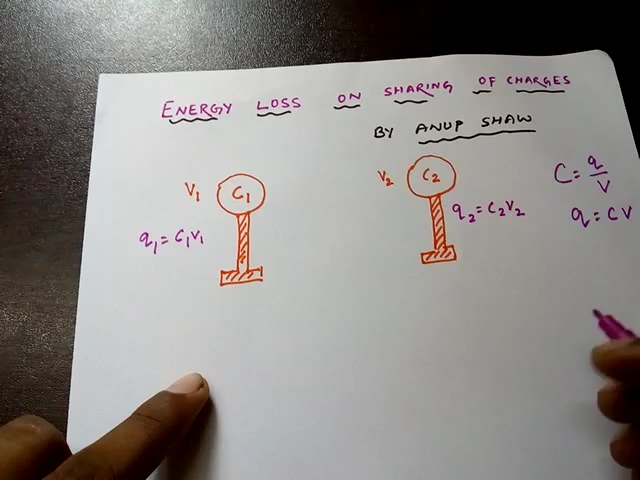 ENERGY LOSS ON SHARING OF CHARGES
BY ANUP SHAW
V₁ C₁
q₁ = C₁V₁
V₂ C₂
q₂ = C₂V₂
C = q/V
q = CV